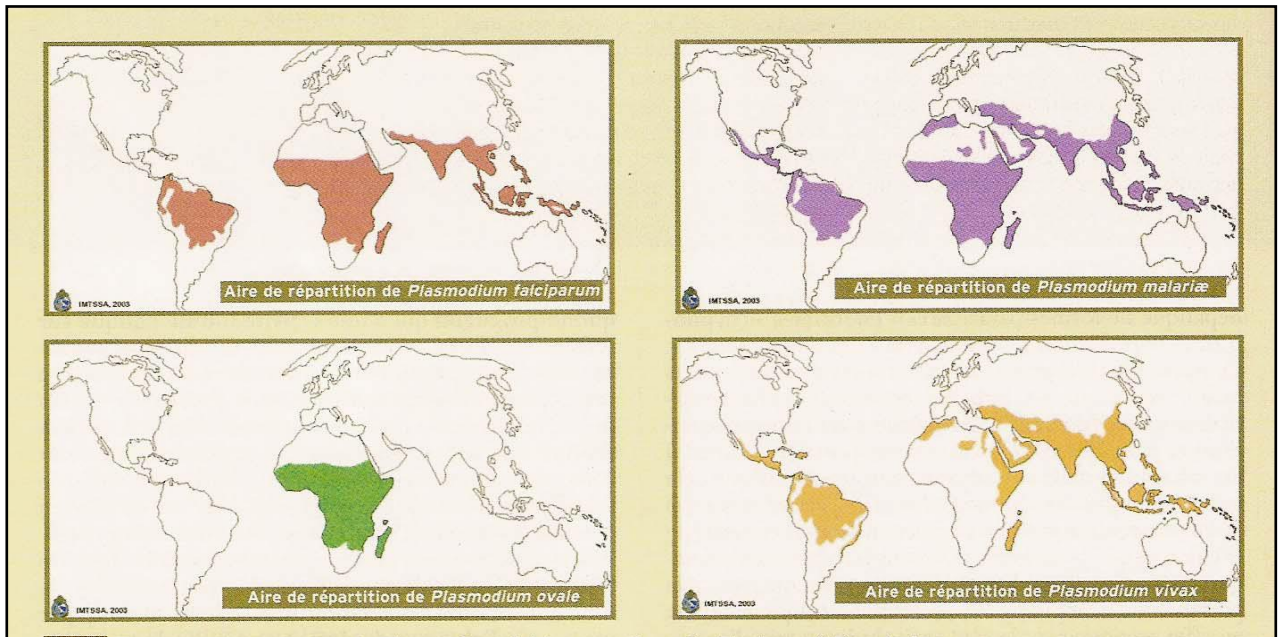 Aire de répartition de Plasmodium falciparum
IMTSSA, 2003
Aire de répartition de Plasmodium malariæ
IMTSSA, 2003
Aire de répartition de Plasmodium ovale
IMTSSA, 2003
Aire de répartition de Plasmodium vivax
IMTSSA, 2003